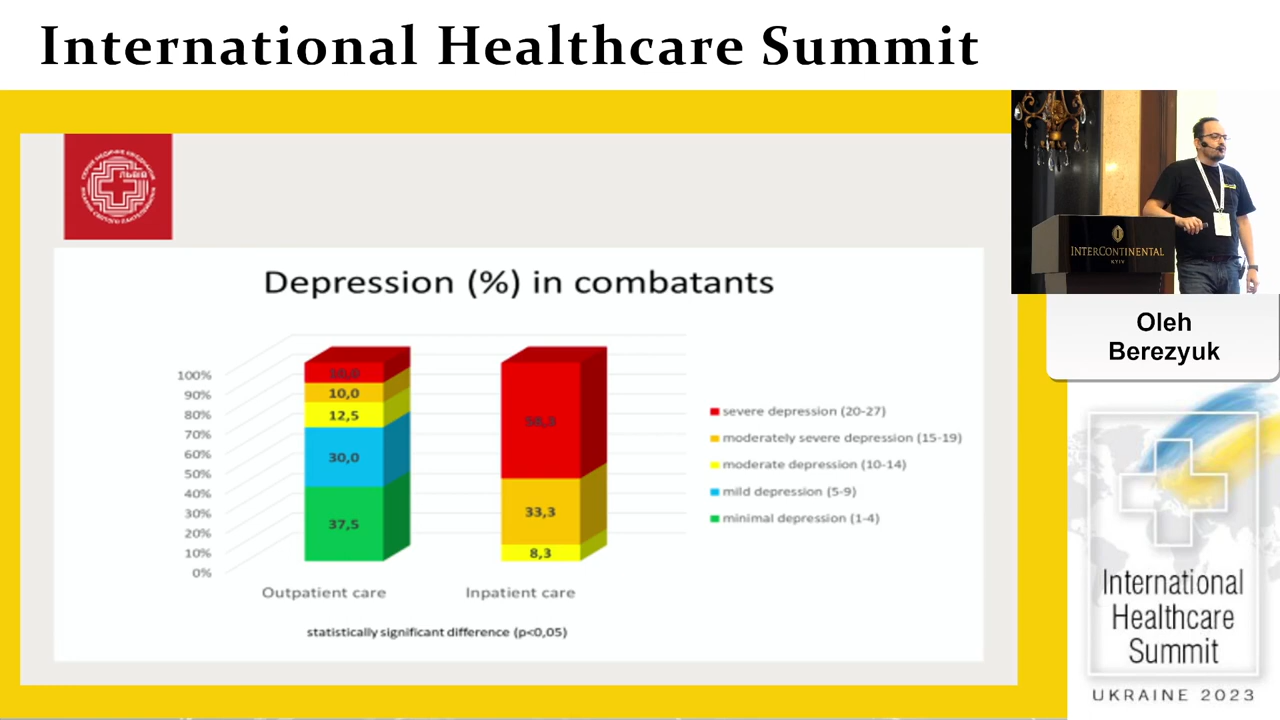 International Healthcare Summit
ЛЬВІВ
Depression (%) in combatants
100%
90%
80%
70%
60%
50%
40%
30%
20%
10%
0%
10,0
12,5
30,0
37,5
33,3
8,3
Outpatient care
Inpatient care
severe depression (20-27)
moderately severe depression (15-19)
moderate depression (10-14)
mild depression (5-9)
minimal depression (1-4)
statistically significant difference (p<0,05)
INTERCONTINENTAL
KYIV
Oleh
Berezyuk
International
Healthcare
Summit
UKRAINE 2023